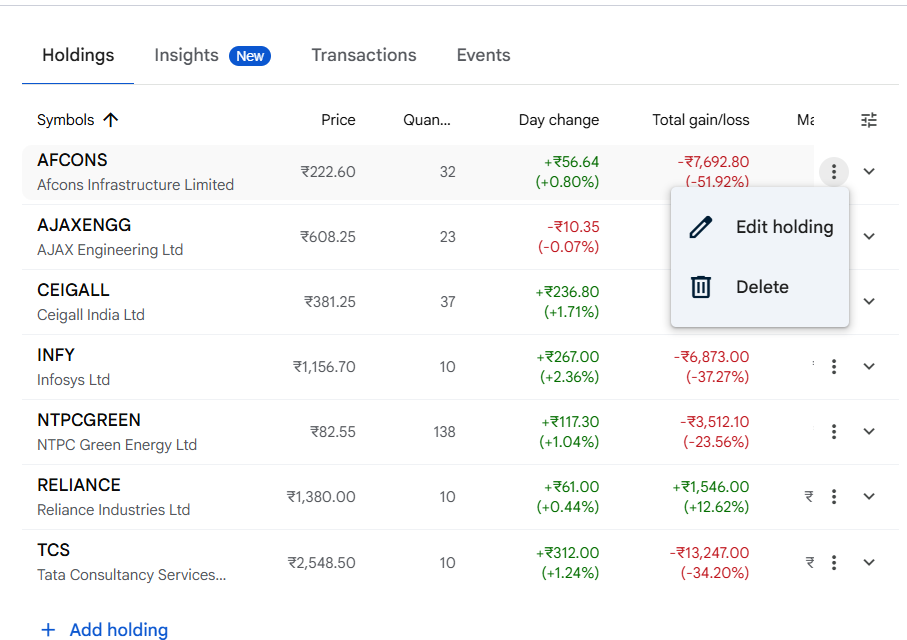 Holdings Insights New Transactions Events
Symbols Price Quan... Day change Total gain/loss
AFCONS ₹222.60 32 +₹56.64 -₹7,692.80
Afcons Infrastructure Limited (+0.80%) (-51.92%)
AJAXENGG ₹608.25 23 -₹10.35 Edit holding
AJAX Engineering Ltd (-0.07%)
CEIGALL ₹381.25 37 +₹236.80 Delete
Ceigall India Ltd (+1.71%)
INFY ₹1,156.70 10 +₹267.00 -₹6,873.00
Infosys Ltd (+2.36%) (-37.27%)
NTPCGREEN ₹82.55 138 +₹117.30 -₹3,512.10
NTPC Green Energy Ltd (+1.04%) (-23.56%)
RELIANCE ₹1,380.00 10 +₹61.00 +₹1,546.00 ₹
Reliance Industries Ltd (+0.44%) (+12.62%)
TCS ₹2,548.50 10 +₹312.00 -₹13,247.00 ₹
Tata Consultancy Services... (+1.24%) (-34.20%)
+ Add holding